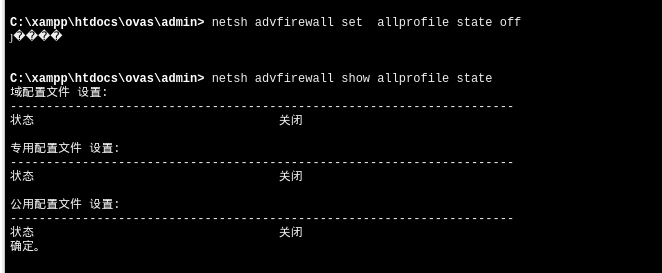 C:\xampp\htdocs\ovas\admin> netsh advfirewall set  allprofile state off
ȷ����
C:\xampp\htdocs\ovas\admin> netsh advfirewall show allprofile state
域配置文件 设置:
----------------------------------------------------------------------
状态                                  关闭
专用配置文件 设置:
----------------------------------------------------------------------
状态                                  关闭
公用配置文件 设置:
----------------------------------------------------------------------
状态                                  关闭
确定。